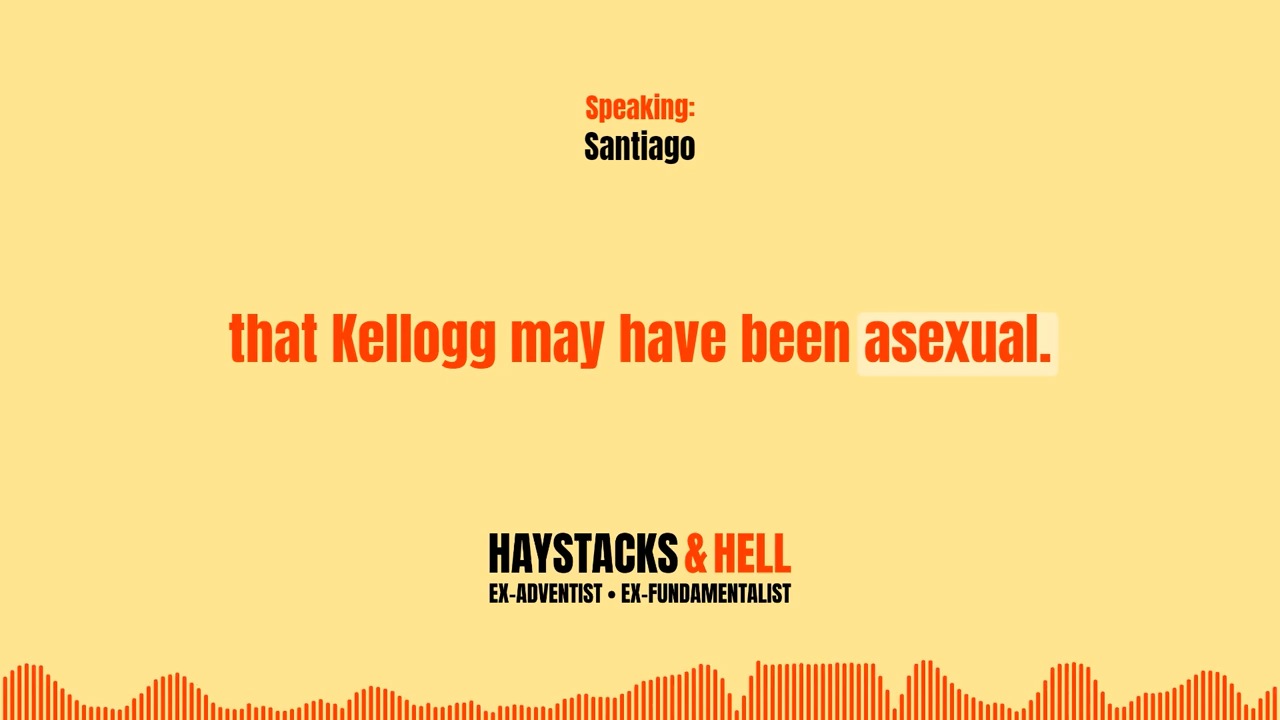 Speaking:
Santiago
that Kellogg may have been asexual.
HAYSTACKS & HELL
EX-ADVENTIST • EX-FUNDAMENTALIST